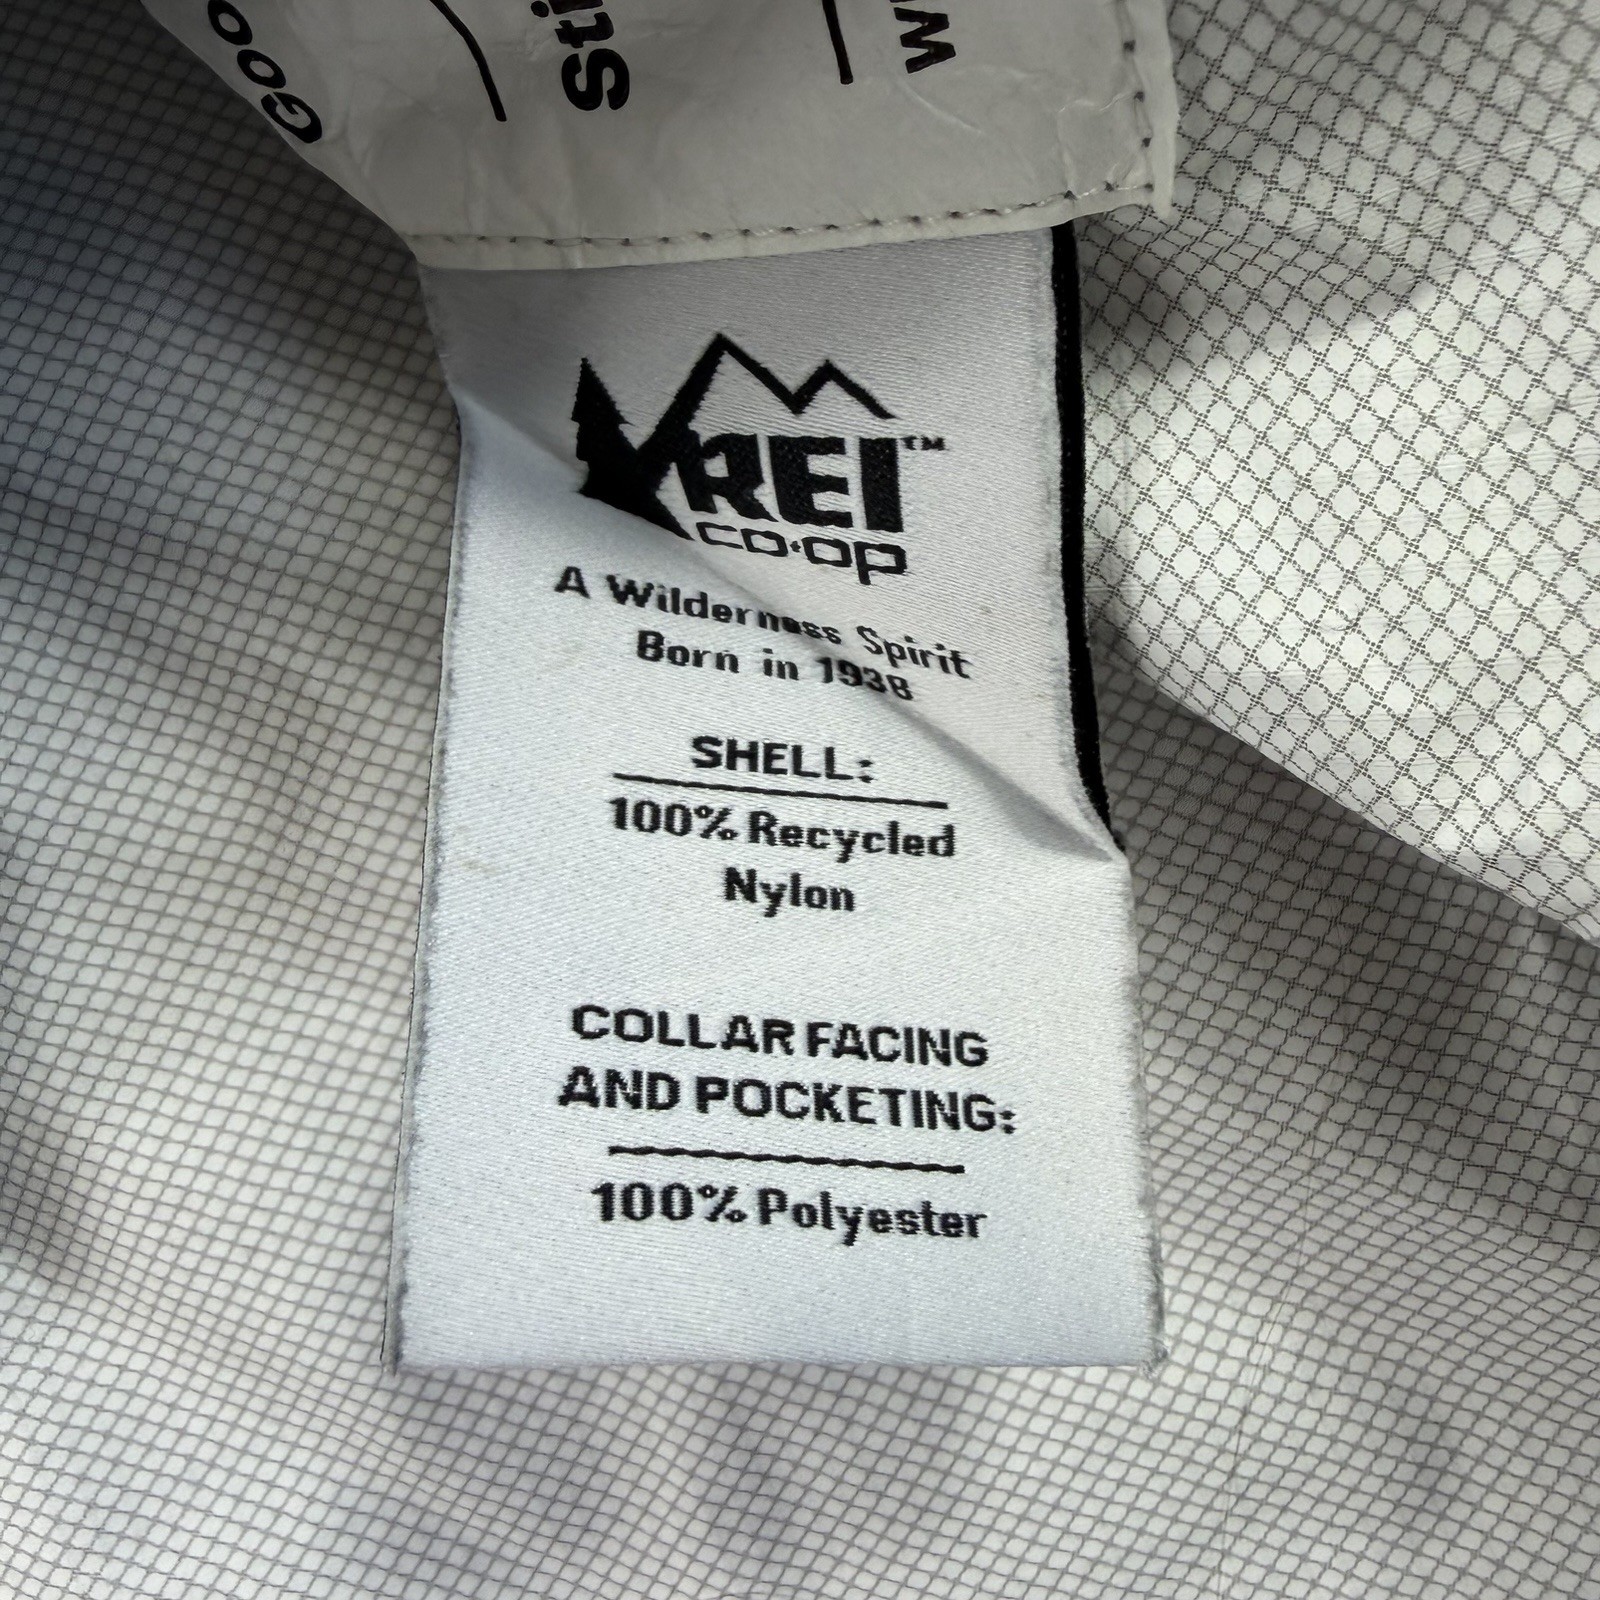 REI™
co·op
A Wilderness Spirit
Born in 1938
SHELL:
100% Recycled
Nylon
COLLAR FACING
AND POCKETING:
100% Polyester